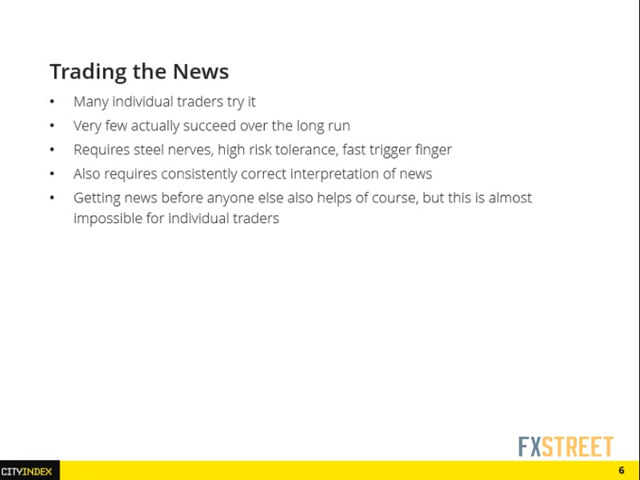 Trading the News
• Many individual traders try it
• Very few actually succeed over the long run
• Requires steel nerves, high risk tolerance, fast trigger finger
• Also requires consistently correct interpretation of news
• Getting news before anyone else also helps of course, but this is almost
impossible for individual traders
FXSTREET
CITYINDEX
6